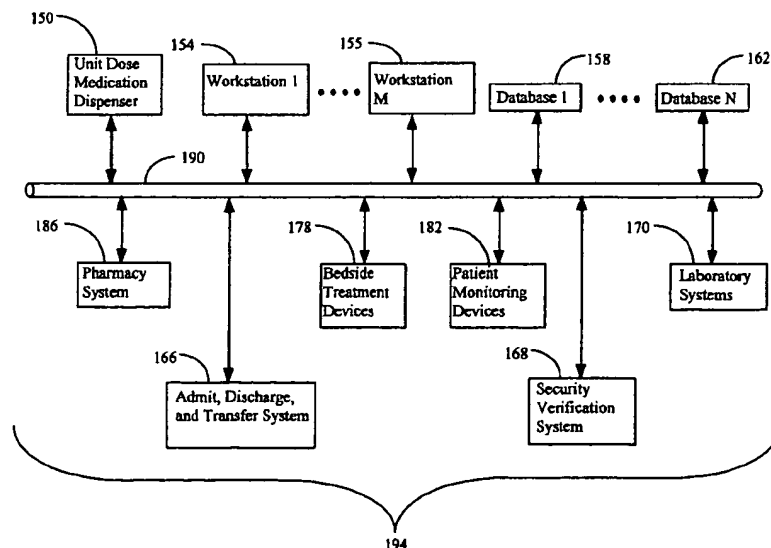 150
154
155
158
162
Unit Dose
Medication
Dispenser
Workstation 1
Workstation
M
Database 1
Database N
190
186
178
182
170
Pharmacy
System
Bedside
Treatment
Devices
Patient
Monitoring
Devices
Laboratory
Systems
166
168
Admit, Discharge,
and Transfer System
Security
Verification
System
194